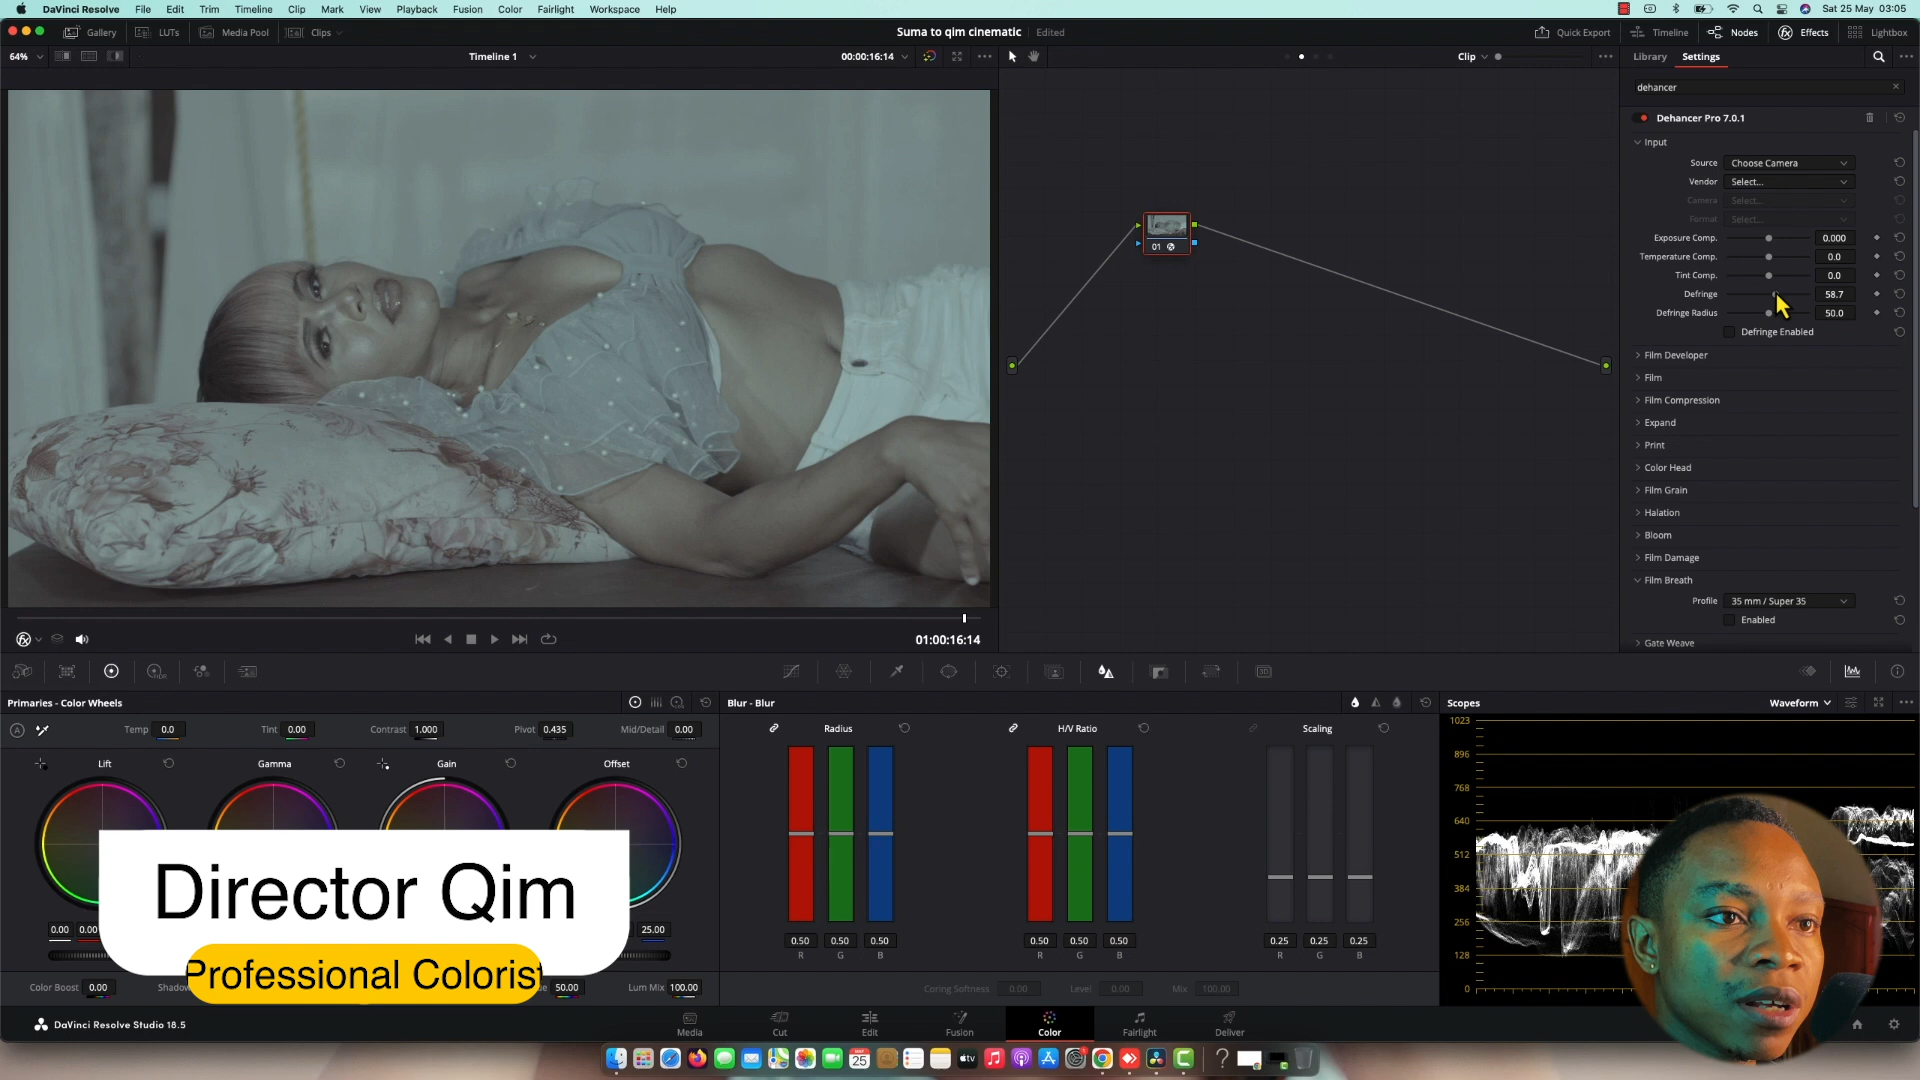 DaVinci Resolve File Edit Trim Timeline Clip Mark View Playback Fusion Color Fairlight Workspace Help Sat 25 May 03:05
Gallery LUTs Media Pool Clips Suma to qim cinematic Edited Quick Export Timeline Nodes Effects Lightbox
64% Timeline 1 00:00:16:14 Clip Library Settings
dehancer
Dehancer Pro 7.0.1
Input
Source Choose Camera
Vendor Select...
Camera Select...
Format Select...
Exposure Comp. 0.000
Temperature Comp. 0.0
Tint Comp. 0.0
Defringe 58.7
Defringe Radius 50.0
Defringe Enabled
Film Developer
Film
Film Compression
Expand
Print
Color Head
Film Grain
Halation
Bloom
Film Damage
Film Breath
Profile 35 mm / Super 35
Enabled
Gate Weave
01
01:00:16:14
Primaries - Color Wheels
Temp 0.0 Tint 0.00 Contrast 1.000 Pivot 0.435 Mid/Detail 0.00
Lift Gamma Gain Offset
0.00 0.00 25.00
Color Boost 0.00 50.00 Lum Mix 100.00
Director Qim
Professional Colorist
Blur - Blur
Radius H/V Ratio Scaling
0.50 0.50 0.50 0.50 0.50 0.50 0.25 0.25 0.25
R G B R G B R G B
Coring Softness 0.00 Level 0.00 Mix 100.00
Scopes Waveform
1023
896
768
640
512
384
256
128
0
DaVinci Resolve Studio 18.5
Media Cut Edit Fusion Color Fairlight Deliver
MAY
25
tv